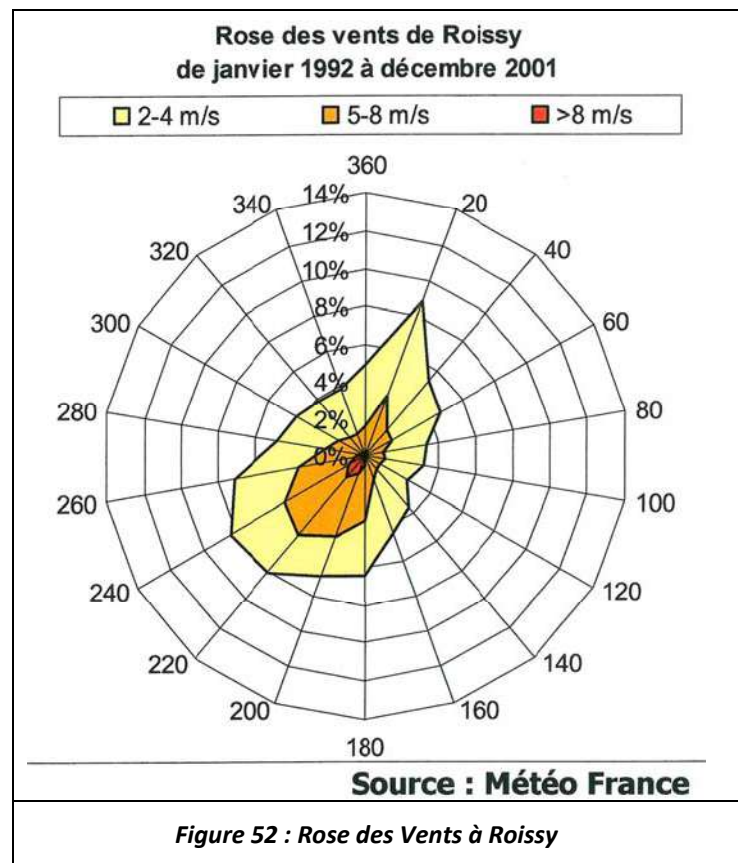 Rose des vents de Roissy
de janvier 1992 à décembre 2001
2-4 m/s 5-8 m/s >8 m/s
360
340 14% 20
12%
320 10% 40
8%
300 6% 60
4%
280 2% 80
0%
260 100
240 120
220 140
200 160
180
Source : Météo France
Figure 52 : Rose des Vents à Roissy